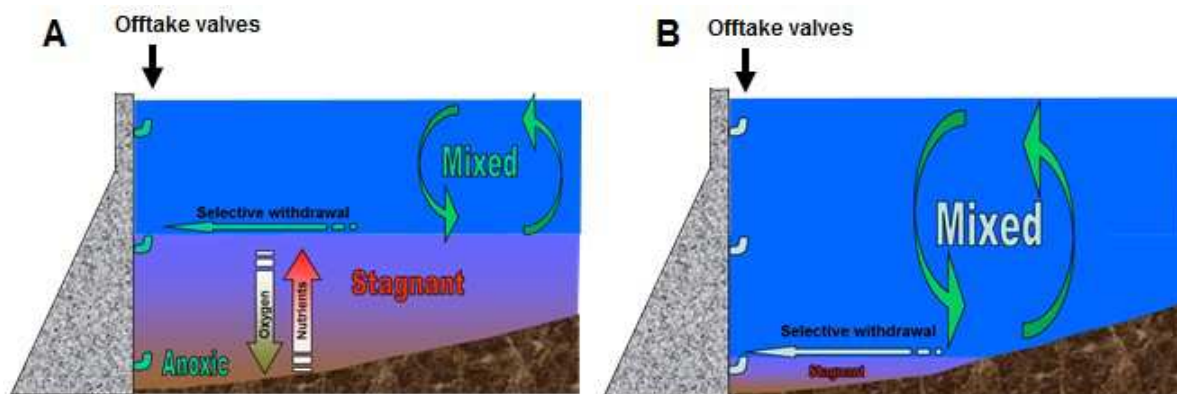 A
Offtake valves
Mixed
Selective withdrawal
Stagnant
Oxygen
Nutrients
Anoxic
B
Offtake valves
Mixed
Selective withdrawal
Stagnant